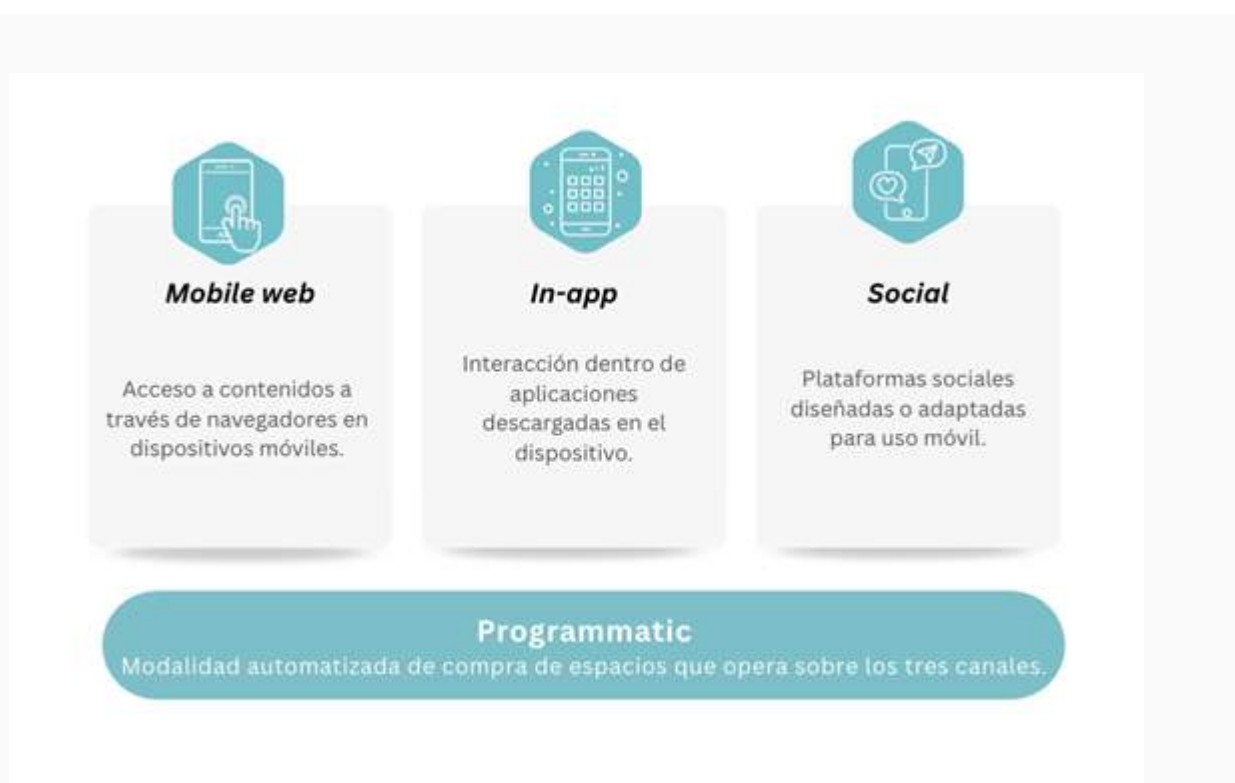 Mobile web
Acceso a contenidos a
través de navegadores en
dispositivos móviles.
In-app
Interacción dentro de
aplicaciones
descargadas en el
dispositivo.
Social
Plataformas sociales
diseñadas o adaptadas
para uso móvil.
Programmatic
Modalidad automatizada de compra de espacios que opera sobre los tres canales.